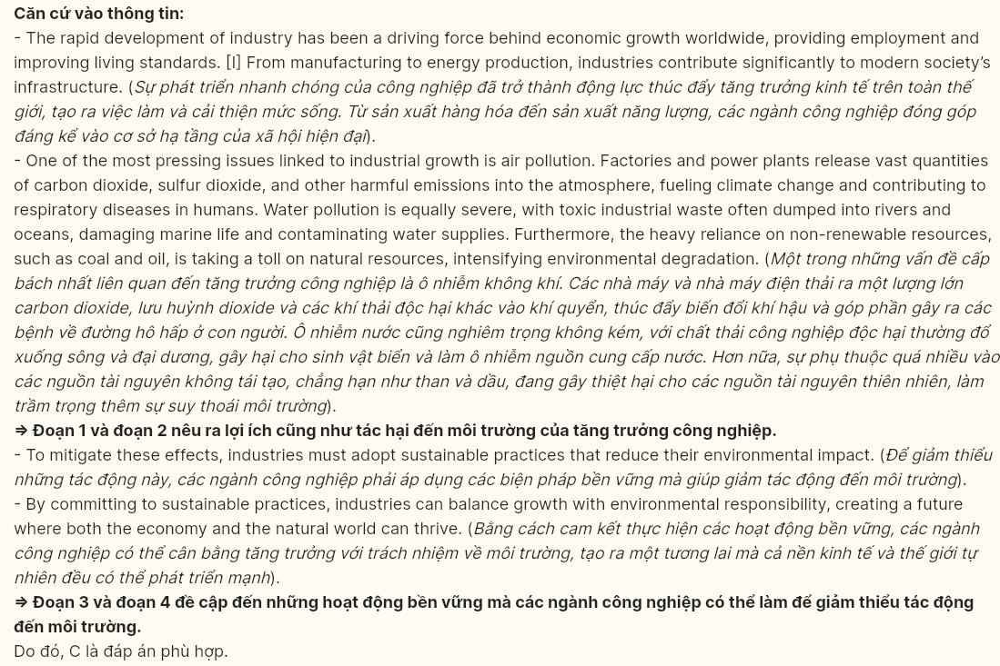 Căn cứ vào thông tin:
- The rapid development of industry has been a driving force behind economic growth worldwide, providing employment and
improving living standards. [I] From manufacturing to energy production, industries contribute significantly to modern society’s
infrastructure. (Sự phát triển nhanh chóng của công nghiệp đã trở thành động lực thúc đẩy tăng trưởng kinh tế trên toàn thế
giới, tạo ra việc làm và cải thiện mức sống. Từ sản xuất hàng hóa đến sản xuất năng lượng, các ngành công nghiệp đóng góp
đáng kể vào cơ sở hạ tầng của xã hội hiện đại).
- One of the most pressing issues linked to industrial growth is air pollution. Factories and power plants release vast quantities
of carbon dioxide, sulfur dioxide, and other harmful emissions into the atmosphere, fueling climate change and contributing to
respiratory diseases in humans. Water pollution is equally severe, with toxic industrial waste often dumped into rivers and
oceans, damaging marine life and contaminating water supplies. Furthermore, the heavy reliance on non-renewable resources,
such as coal and oil, is taking a toll on natural resources, intensifying environmental degradation. (Một trong những vấn đề cấp
bách nhất liên quan đến tăng trưởng công nghiệp là ô nhiễm không khí. Các nhà máy và nhà máy điện thải ra một lượng lớn
carbon dioxide, lưu huỳnh dioxide và các khí thải độc hại khác vào khí quyển, thúc đẩy biến đổi khí hậu và góp phần gây ra các
bệnh về đường hô hấp ở con người. Ô nhiễm nước cũng nghiêm trọng không kém, với chất thải công nghiệp độc hại thường đổ
xuống sông và đại dương, gây hại cho sinh vật biển và làm ô nhiễm nguồn cung cấp nước. Hơn nữa, sự phụ thuộc quá nhiều vào
các nguồn tài nguyên không tái tạo, chẳng hạn như than và dầu, đang gây thiệt hại cho các nguồn tài nguyên thiên nhiên, làm
trầm trọng thêm sự suy thoái môi trường).
⇒ Đoạn 1 và đoạn 2 nêu ra lợi ích cũng như tác hại đến môi trường của tăng trưởng công nghiệp.
- To mitigate these effects, industries must adopt sustainable practices that reduce their environmental impact. (Để giảm thiểu
những tác động này, các ngành công nghiệp phải áp dụng các biện pháp bền vững mà giúp giảm tác động đến môi trường).
- By committing to sustainable practices, industries can balance growth with environmental responsibility, creating a future
where both the economy and the natural world can thrive. (Bằng cách cam kết thực hiện các hoạt động bền vững, các ngành
công nghiệp có thể cân bằng tăng trưởng với trách nhiệm về môi trường, tạo ra một tương lai mà cả nền kinh tế và thế giới tự
nhiên đều có thể phát triển mạnh).
⇒ Đoạn 3 và đoạn 4 đề cập đến những hoạt động bền vững mà các ngành công nghiệp có thể làm để giảm thiểu tác động
đến môi trường.
Do đó, C là đáp án phù hợp.